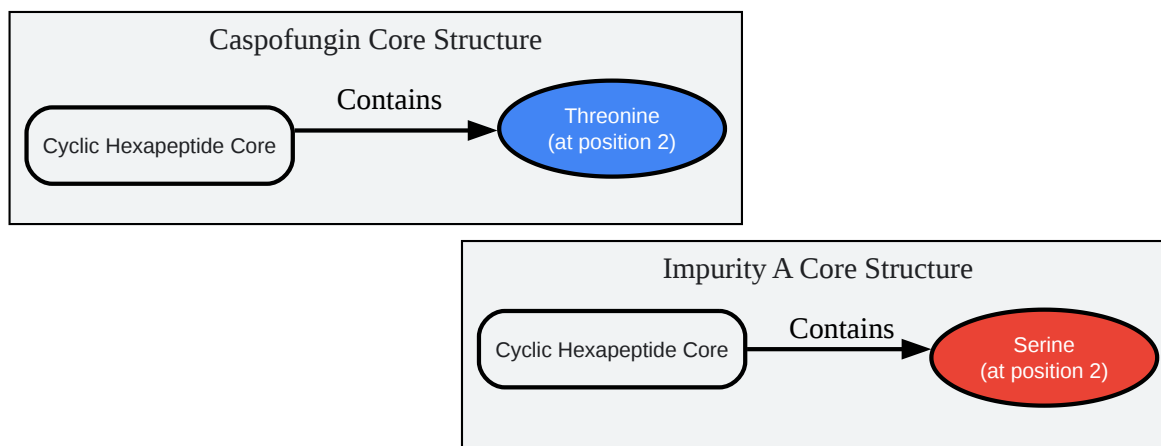 Caspofungin Core Structure
Contains
Cyclic Hexapeptide Core
Threonine
(at position 2)
Impurity A Core Structure
Contains
Cyclic Hexapeptide Core
Serine
(at position 2)